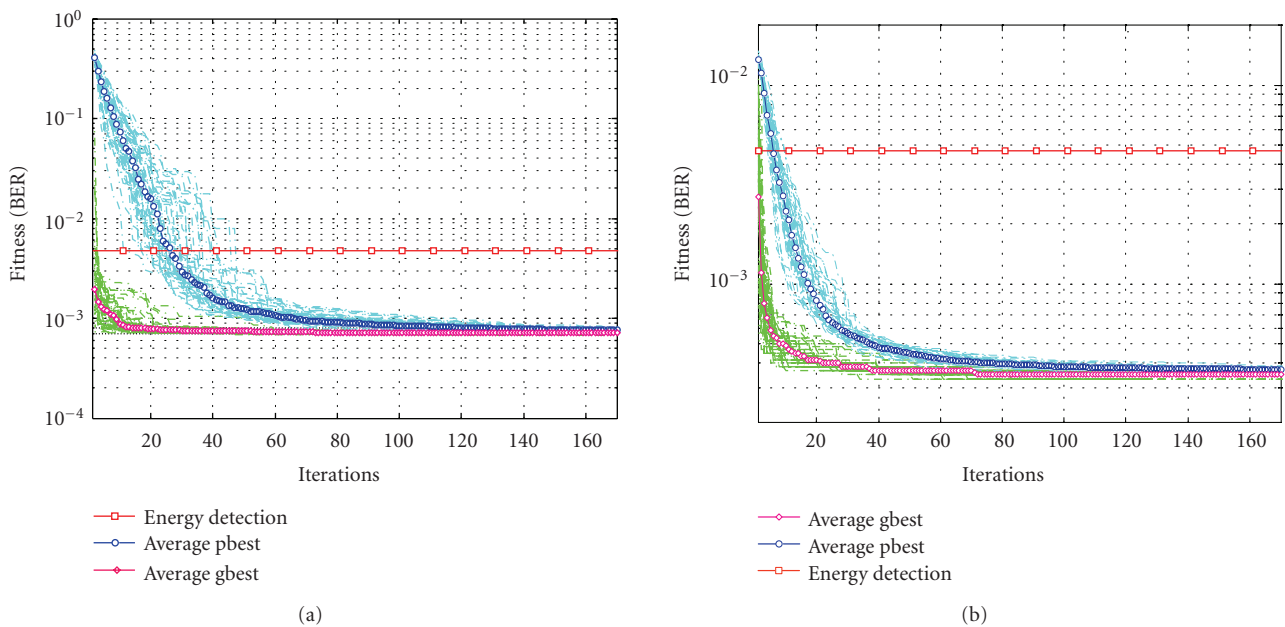 10⁰
10⁻¹
10⁻²
10⁻³
10⁻⁴
Fitness (BER)
20 40 60 80 100 120 140 160
Iterations
Energy detection
Average pbest
Average gbest
(a)
10⁻²
10⁻³
Fitness (BER)
20 40 60 80 100 120 140 160
Iterations
Average gbest
Average pbest
Energy detection
(b)